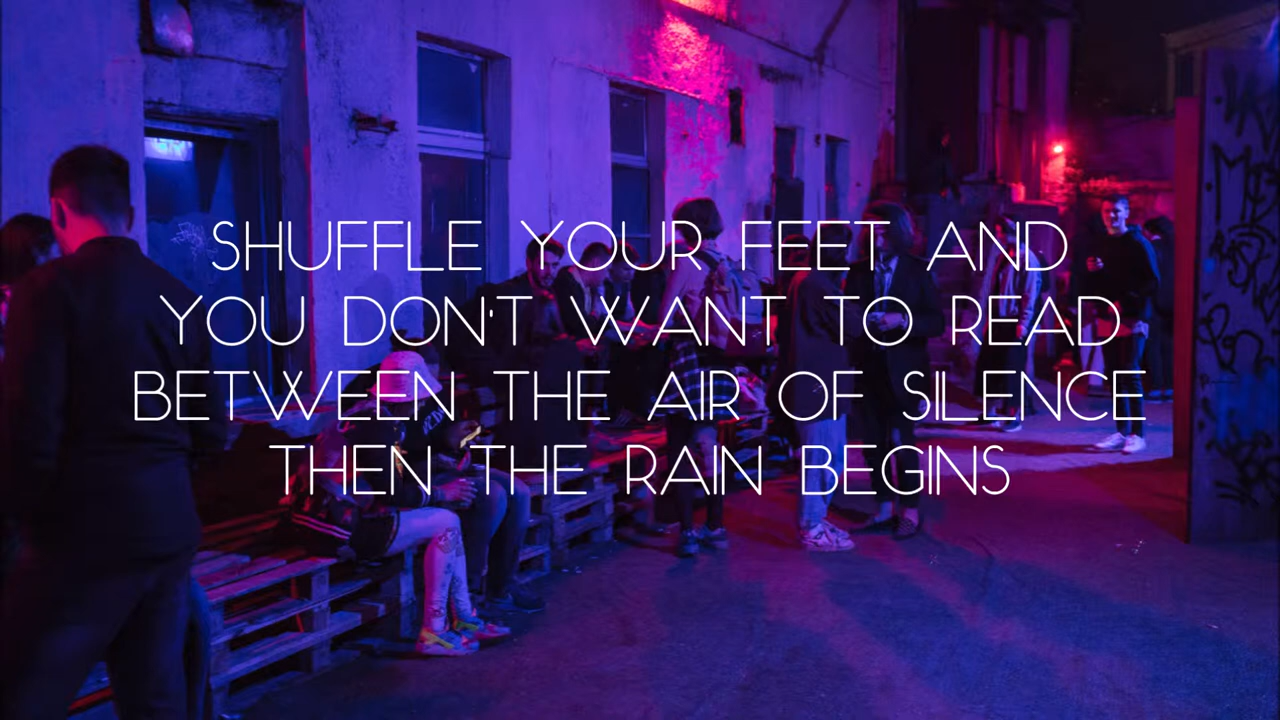 SHUFFLE YOUR FEET AND
YOU DON'T WANT TO READ
BETWEEN THE AIR OF SILENCE
THEN THE RAIN BEGINS